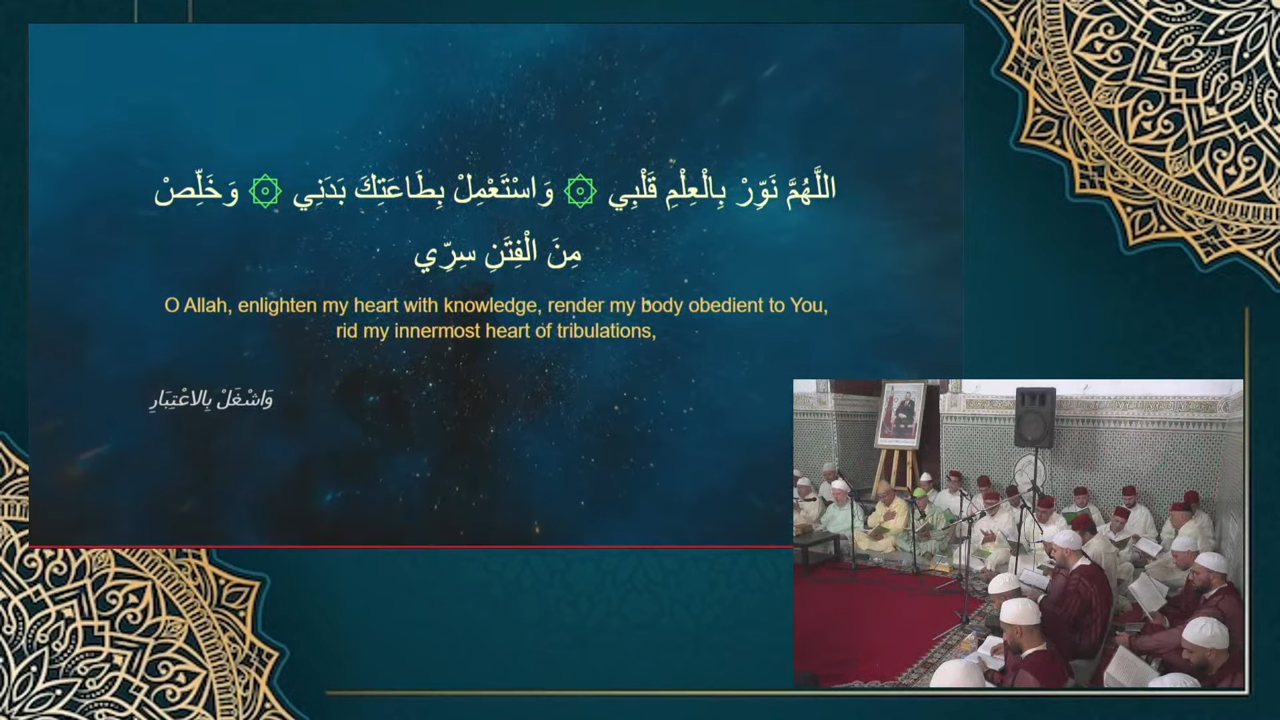 اللَّهُمَّ نَوِّرْ بِالْعِلْمِ قَلْبِي ۞ وَاسْتَعْمِلْ بِطَاعَتِكَ بَدَنِي ۞ وَخَلِّصْ
مِنَ الْفِتَنِ سِرِّي
O Allah, enlighten my heart with knowledge, render my body obedient to You,
rid my innermost heart of tribulations,
وَاشْغَلْ بِالاعْتِبَارِ